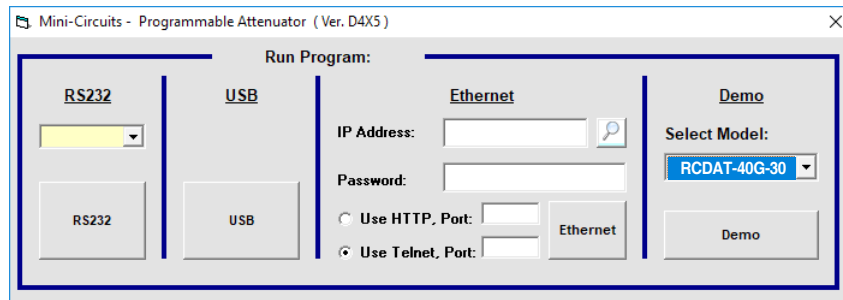 Mini-Circuits - Programmable Attenuator ( Ver. D4X5 )
Run Program:
RS232
RS232
USB
USB
Ethernet
IP Address:
Password:
Use HTTP, Port:
Use Telnet, Port:
Ethernet
Demo
Select Model:
RCDAT-40G-30
Demo